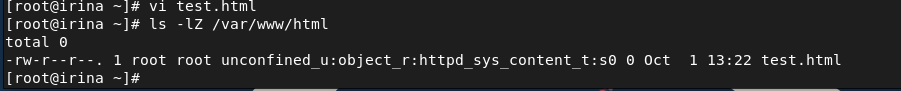 [root@irina ~]# vi test.html
[root@irina ~]# ls -lZ /var/www/html
total 0
-rw-r--r--. 1 root root unconfined_u:object_r:httpd_sys_content_t:s0 0 Oct  1 13:22 test.html
[root@irina ~]#